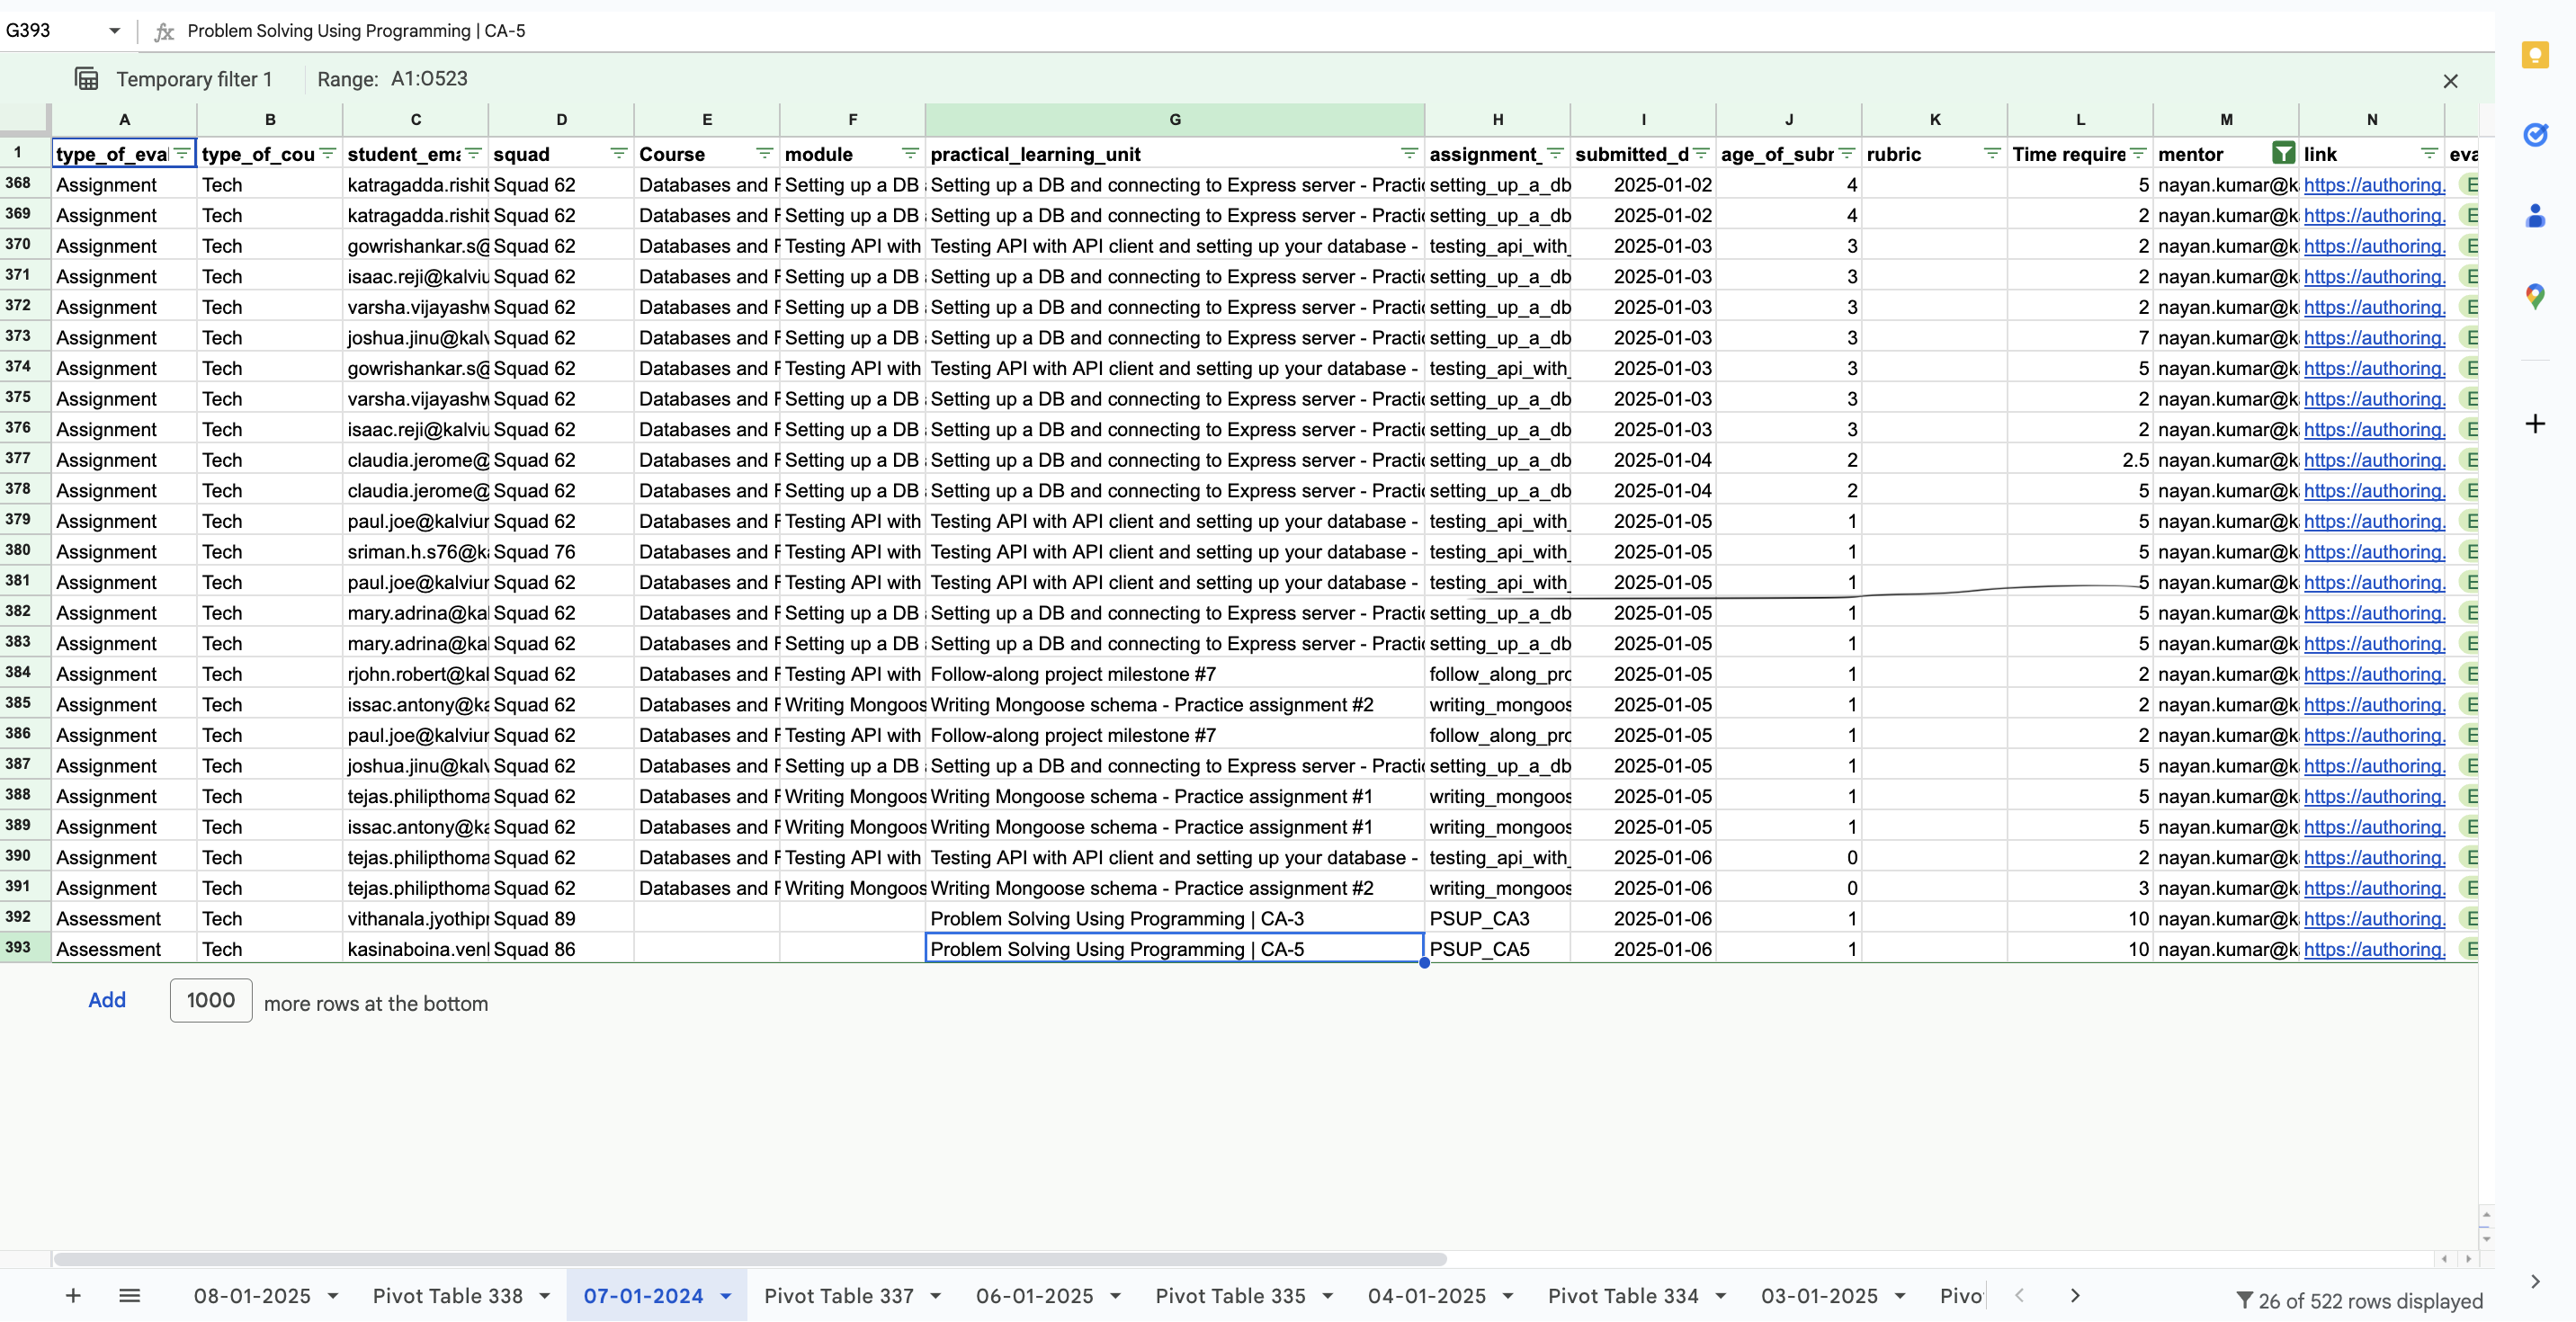 G393 fx Problem Solving Using Programming | CA-5
Temporary filter 1 Range: A1:O523
A B C D E F G H I J K L M N
1 type_of_eval type_of_cou student_ema squad Course module practical_learning_unit assignment_ submitted_d age_of_subr rubric Time require mentor link eva
368 Assignment Tech katragadda.rishit Squad 62 Databases and F Setting up a DB Setting up a DB and connecting to Express server - Practic setting_up_a_db 2025-01-02 4 5 nayan.kumar@k https://authoring. E
369 Assignment Tech katragadda.rishit Squad 62 Databases and F Setting up a DB Setting up a DB and connecting to Express server - Practic setting_up_a_db 2025-01-02 4 2 nayan.kumar@k https://authoring. E
370 Assignment Tech gowrishankar.s@ Squad 62 Databases and F Testing API with Testing API with API client and setting up your database - testing_api_with_ 2025-01-03 3 2 nayan.kumar@k https://authoring. E
371 Assignment Tech isaac.reji@kalviu Squad 62 Databases and F Setting up a DB Setting up a DB and connecting to Express server - Practic setting_up_a_db 2025-01-03 3 2 nayan.kumar@k https://authoring. E
372 Assignment Tech varsha.vijayashw Squad 62 Databases and F Setting up a DB Setting up a DB and connecting to Express server - Practic setting_up_a_db 2025-01-03 3 2 nayan.kumar@k https://authoring. E
373 Assignment Tech joshua.jinu@kalv Squad 62 Databases and F Setting up a DB Setting up a DB and connecting to Express server - Practic setting_up_a_db 2025-01-03 3 7 nayan.kumar@k https://authoring. E
374 Assignment Tech gowrishankar.s@ Squad 62 Databases and F Testing API with Testing API with API client and setting up your database - testing_api_with_ 2025-01-03 3 5 nayan.kumar@k https://authoring. E
375 Assignment Tech varsha.vijayashw Squad 62 Databases and F Setting up a DB Setting up a DB and connecting to Express server - Practic setting_up_a_db 2025-01-03 3 2 nayan.kumar@k https://authoring. E
376 Assignment Tech isaac.reji@kalviu Squad 62 Databases and F Setting up a DB Setting up a DB and connecting to Express server - Practic setting_up_a_db 2025-01-03 3 2 nayan.kumar@k https://authoring. E
377 Assignment Tech claudia.jerome@ Squad 62 Databases and F Setting up a DB Setting up a DB and connecting to Express server - Practic setting_up_a_db 2025-01-04 2 2.5 nayan.kumar@k https://authoring. E
378 Assignment Tech claudia.jerome@ Squad 62 Databases and F Setting up a DB Setting up a DB and connecting to Express server - Practic setting_up_a_db 2025-01-04 2 5 nayan.kumar@k https://authoring. E
379 Assignment Tech paul.joe@kalviur Squad 62 Databases and F Testing API with Testing API with API client and setting up your database - testing_api_with_ 2025-01-05 1 5 nayan.kumar@k https://authoring. E
380 Assignment Tech sriman.h.s76@k Squad 76 Databases and F Testing API with Testing API with API client and setting up your database - testing_api_with_ 2025-01-05 1 5 nayan.kumar@k https://authoring. E
381 Assignment Tech paul.joe@kalviur Squad 62 Databases and F Testing API with Testing API with API client and setting up your database - testing_api_with_ 2025-01-05 1 5 nayan.kumar@k https://authoring. E
382 Assignment Tech mary.adrina@kal Squad 62 Databases and F Setting up a DB Setting up a DB and connecting to Express server - Practic setting_up_a_db 2025-01-05 1 5 nayan.kumar@k https://authoring. E
383 Assignment Tech mary.adrina@kal Squad 62 Databases and F Setting up a DB Setting up a DB and connecting to Express server - Practic setting_up_a_db 2025-01-05 1 5 nayan.kumar@k https://authoring. E
384 Assignment Tech rjohn.robert@kal Squad 62 Databases and F Testing API with Follow-along project milestone #7 follow_along_pro 2025-01-05 1 2 nayan.kumar@k https://authoring. E
385 Assignment Tech issac.antony@ka Squad 62 Databases and F Writing Mongoos Writing Mongoose schema - Practice assignment #2 writing_mongoos 2025-01-05 1 2 nayan.kumar@k https://authoring. E
386 Assignment Tech paul.joe@kalviur Squad 62 Databases and F Testing API with Follow-along project milestone #7 follow_along_pro 2025-01-05 1 2 nayan.kumar@k https://authoring. E
387 Assignment Tech joshua.jinu@kalv Squad 62 Databases and F Setting up a DB Setting up a DB and connecting to Express server - Practic setting_up_a_db 2025-01-05 1 5 nayan.kumar@k https://authoring. E
388 Assignment Tech tejas.philipthoma Squad 62 Databases and F Writing Mongoos Writing Mongoose schema - Practice assignment #1 writing_mongoos 2025-01-05 1 5 nayan.kumar@k https://authoring. E
389 Assignment Tech issac.antony@ka Squad 62 Databases and F Writing Mongoos Writing Mongoose schema - Practice assignment #1 writing_mongoos 2025-01-05 1 5 nayan.kumar@k https://authoring. E
390 Assignment Tech tejas.philipthoma Squad 62 Databases and F Testing API with Testing API with API client and setting up your database - testing_api_with_ 2025-01-06 0 2 nayan.kumar@k https://authoring. E
391 Assignment Tech tejas.philipthoma Squad 62 Databases and F Writing Mongoos Writing Mongoose schema - Practice assignment #2 writing_mongoos 2025-01-06 0 3 nayan.kumar@k https://authoring. E
392 Assessment Tech vithanala.jyothipr Squad 89 Problem Solving Using Programming | CA-3 PSUP_CA3 2025-01-06 1 10 nayan.kumar@k https://authoring. E
393 Assessment Tech kasinaboina.venl Squad 86 Problem Solving Using Programming | CA-5 PSUP_CA5 2025-01-06 1 10 nayan.kumar@k https://authoring. E
Add 1000 more rows at the bottom
08-01-2025 Pivot Table 338 07-01-2024 Pivot Table 337 06-01-2025 Pivot Table 335 04-01-2025 Pivot Table 334 03-01-2025 Pivo 26 of 522 rows displayed